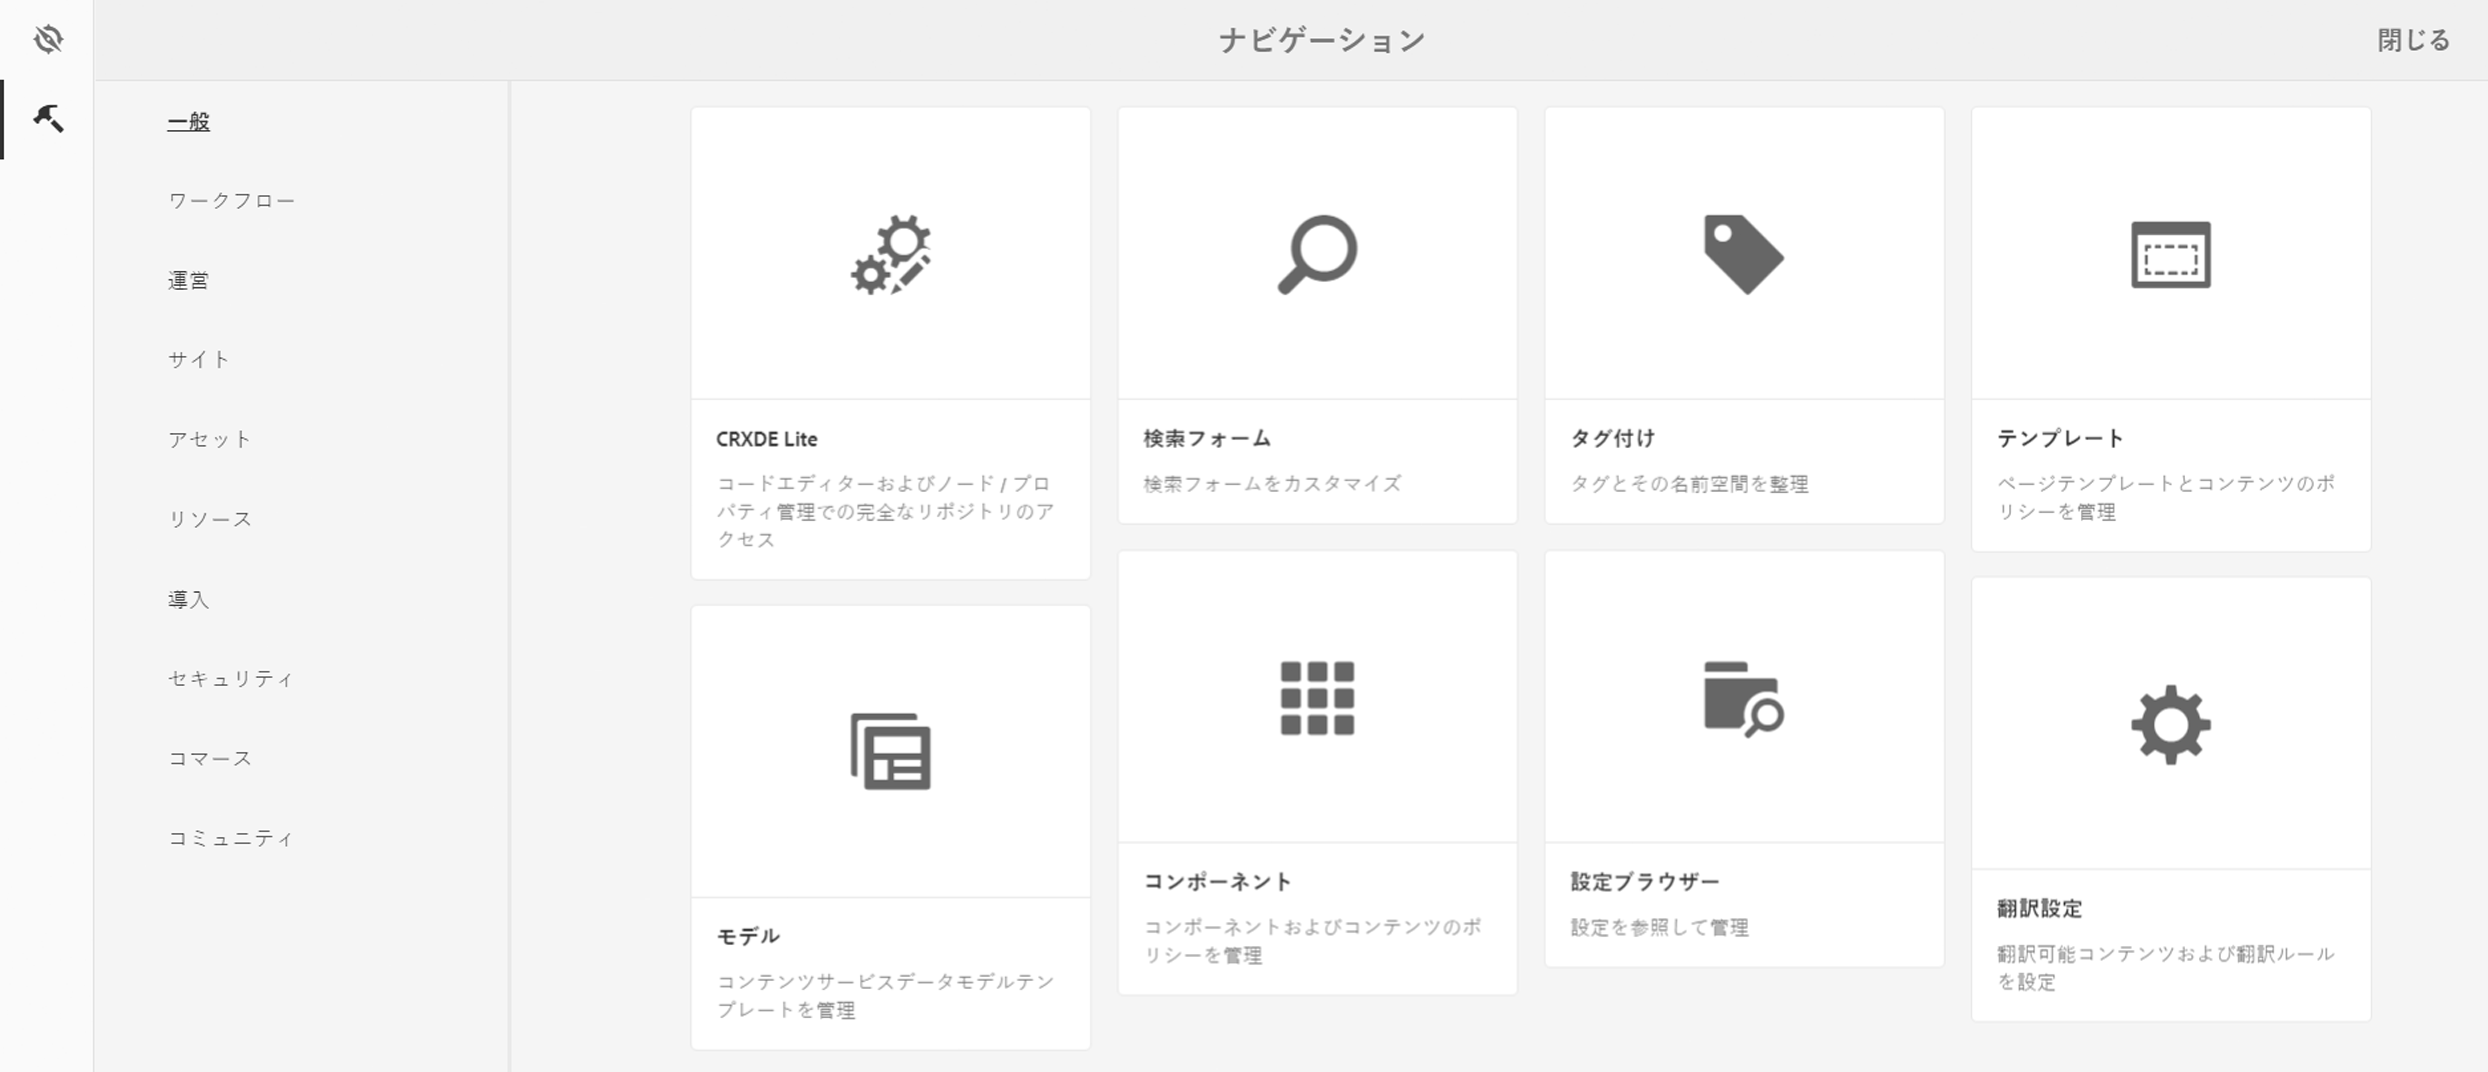 ナビゲーション
閉じる
一般
ワークフロー
運営
サイト
アセット
リソース
導入
セキュリティ
コマース
コミュニティ
CRXDE Lite
コードエディターおよびノード / プロ
パティ管理での完全なリポジトリのア
クセス
検索フォーム
検索フォームをカスタマイズ
タグ付け
タグとその名前空間を整理
テンプレート
ページテンプレートとコンテンツのポ
リシーを管理
モデル
コンテンツサービスデータモデルテン
プレートを管理
コンポーネント
コンポーネントおよびコンテンツのポ
リシーを管理
設定ブラウザー
設定を参照して管理
翻訳設定
翻訳可能コンテンツおよび翻訳ルール
を設定